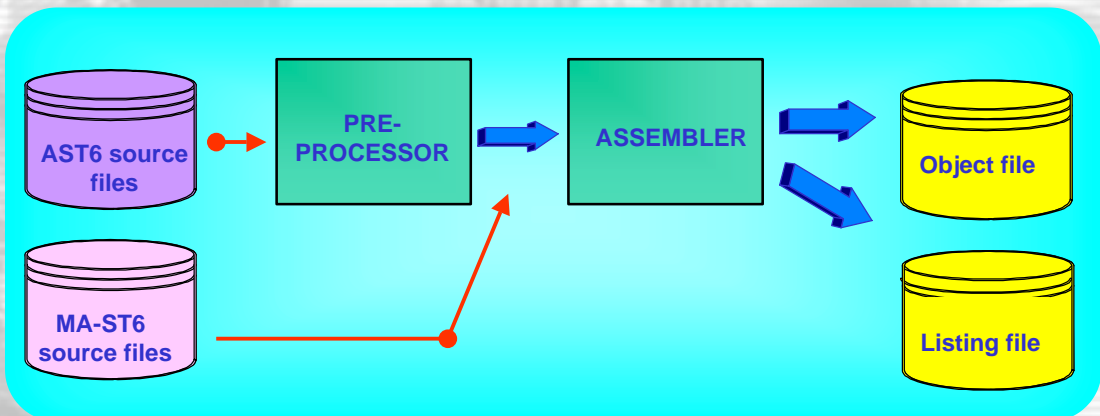 AST6 source
files
PRE-
PROCESSOR
ASSEMBLER
Object file
MA-ST6
source files
Listing file